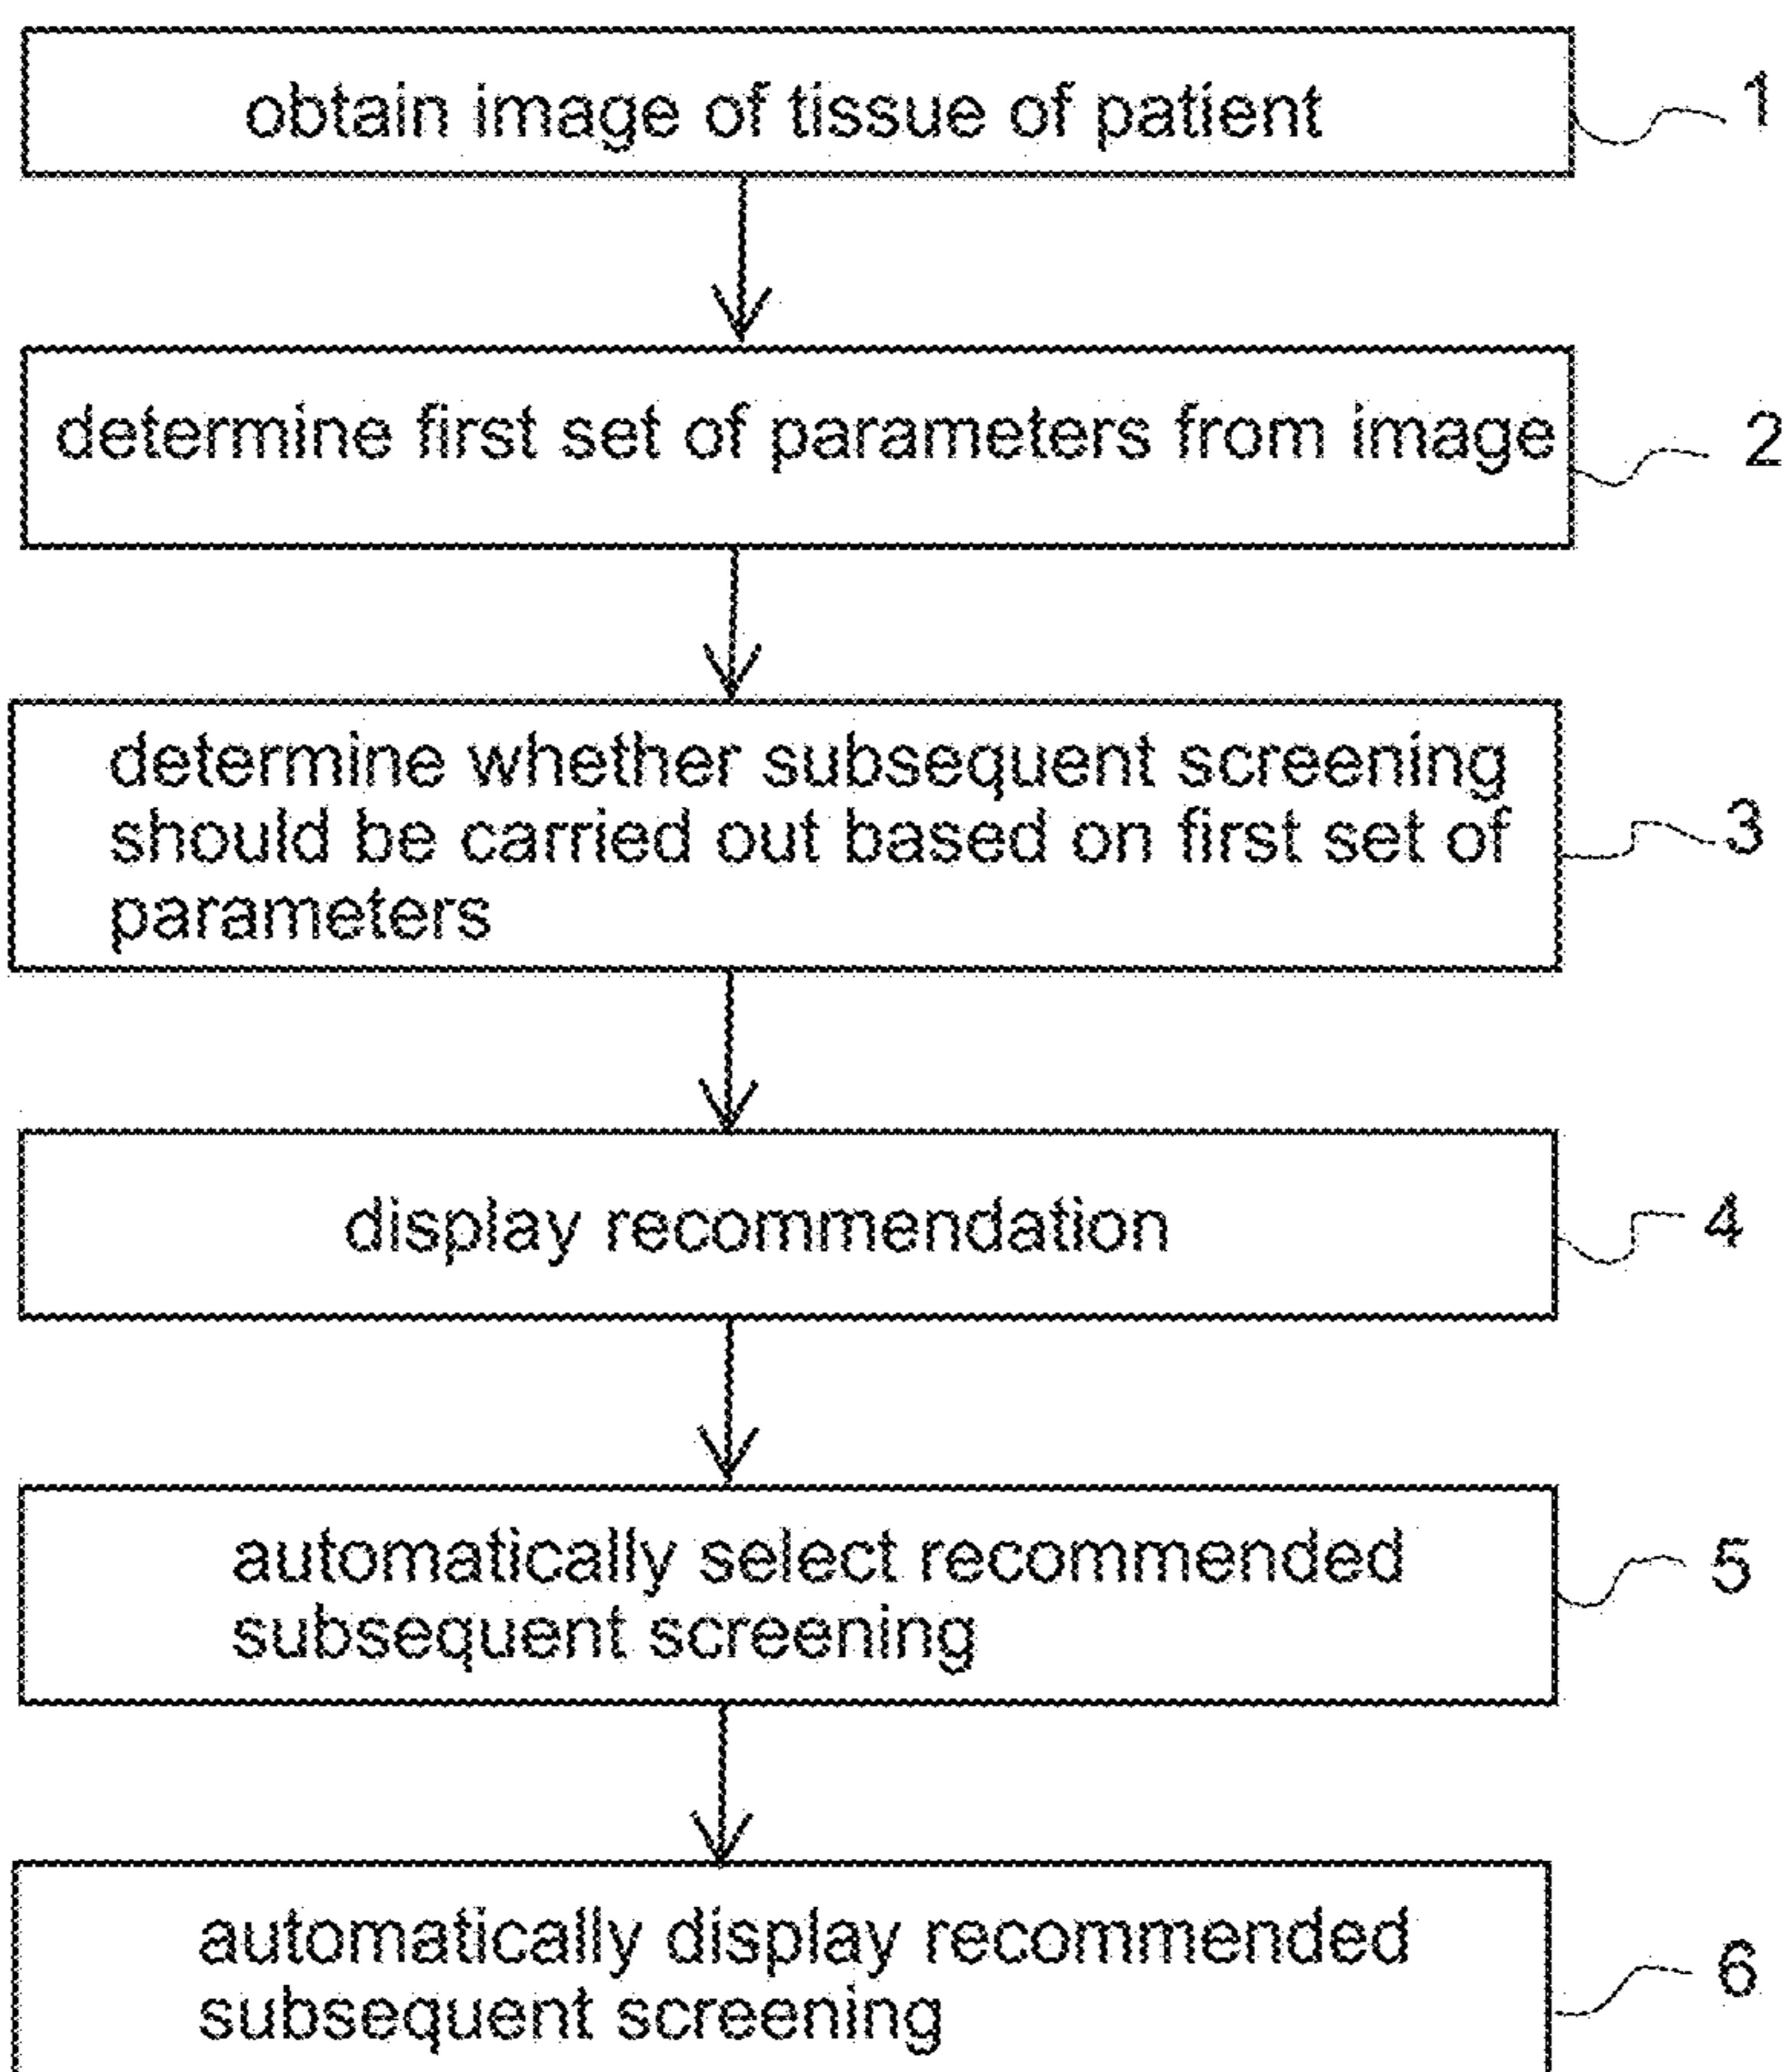 obtain image of tissue of patient
1
determine first set of parameters from image
2
determine whether subsequent screening
should be carried out based on first set of
parameters
3
display recommendation
4
automatically select recommended
subsequent screening
5
automatically display recommended
subsequent screening
6